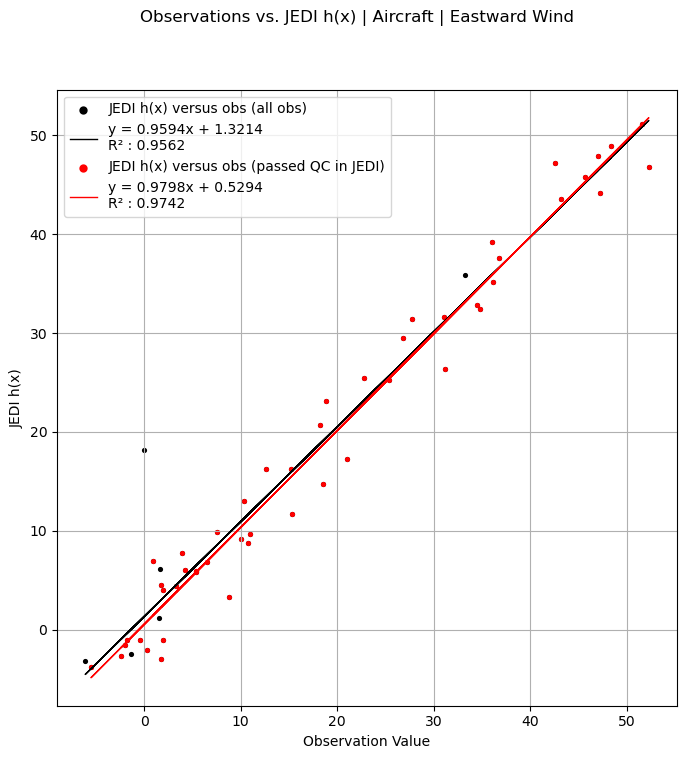 Observations vs. JEDI h(x) | Aircraft | Eastward Wind
JEDI h(x) versus obs (all obs)
y = 0.9594x + 1.3214
R² : 0.9562
JEDI h(x) versus obs (passed QC in JEDI)
y = 0.9798x + 0.5294
R² : 0.9742
50
40
30
20
10
0
JEDI h(x)
0 10 20 30 40 50
Observation Value